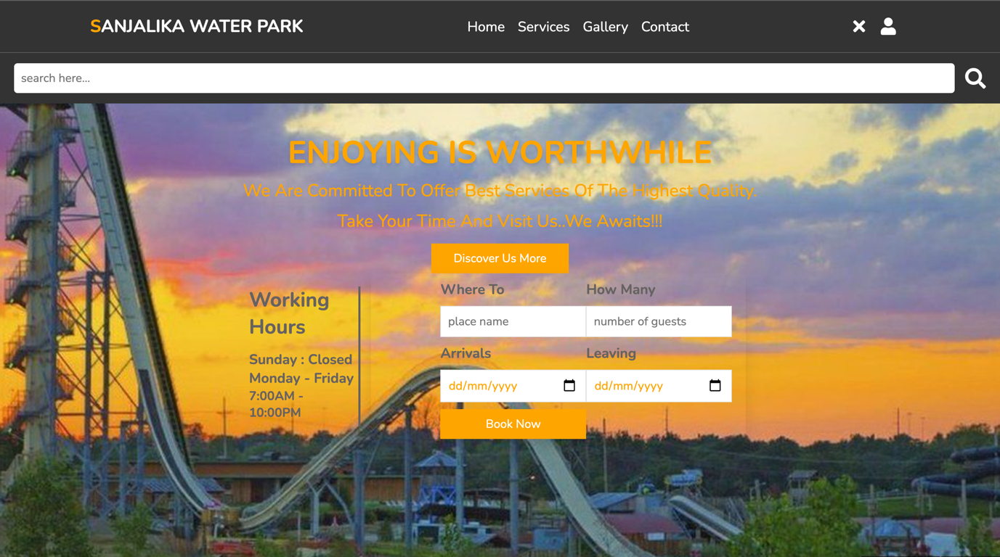 SANJALIKA WATER PARK
Home Services Gallery Contact
search here...
ENJOYING IS WORTHWHILE
We Are Committed To Offer Best Services Of The Highest Quality.
Take Your Time And Visit Us..We Awaits!!!
Discover Us More
Working
Hours
Sunday : Closed
Monday - Friday
7:00AM -
10:00PM
Where To
How Many
place name
number of guests
Arrivals
Leaving
dd/mm/yyyy
dd/mm/yyyy
Book Now